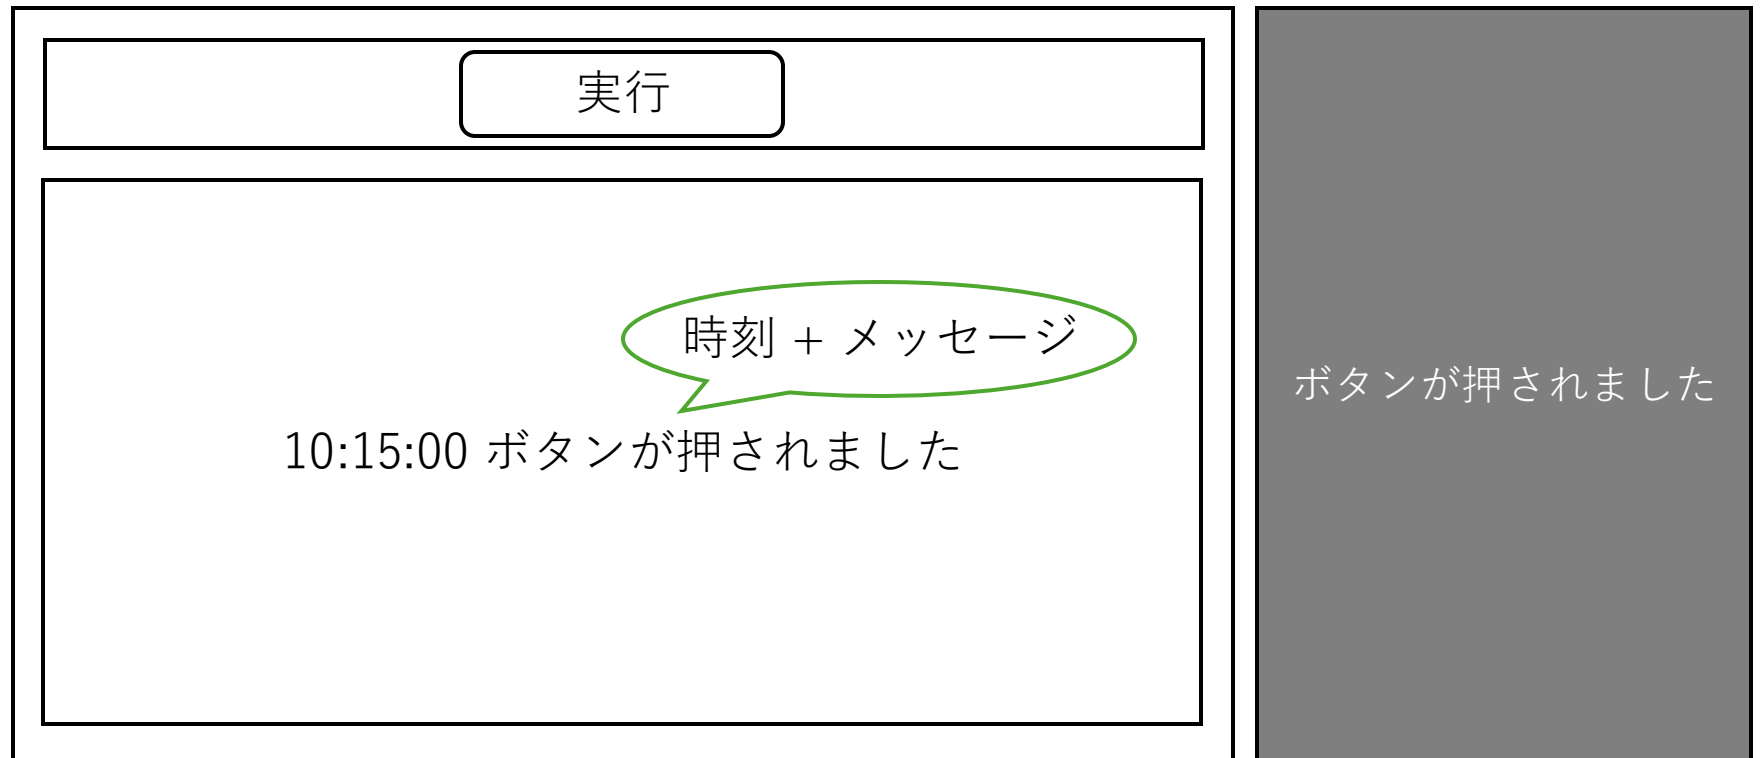 実行
時刻 + メッセージ
10:15:00 ボタンが押されました
ボタンが押されました